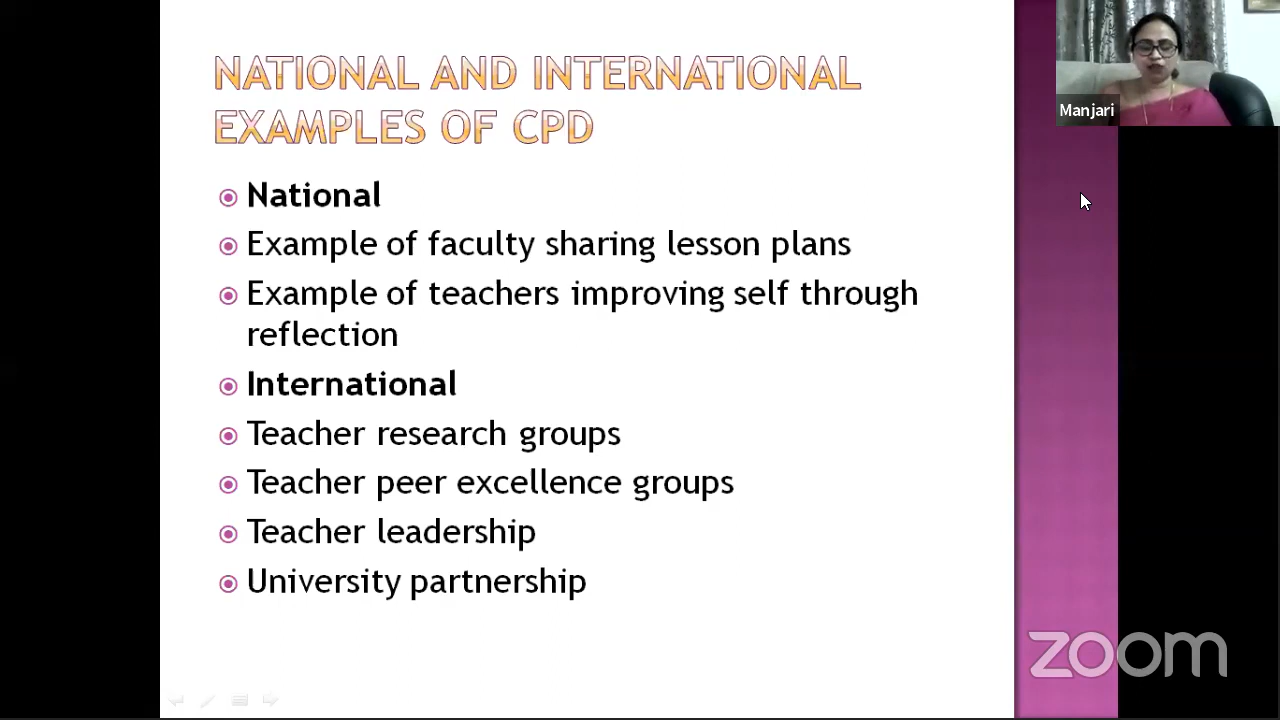 NATIONAL AND INTERNATIONAL
EXAMPLES OF CPD
National
Example of faculty sharing lesson plans
Example of teachers improving self through
reflection
International
Teacher research groups
Teacher peer excellence groups
Teacher leadership
University partnership
Manjari
zoom